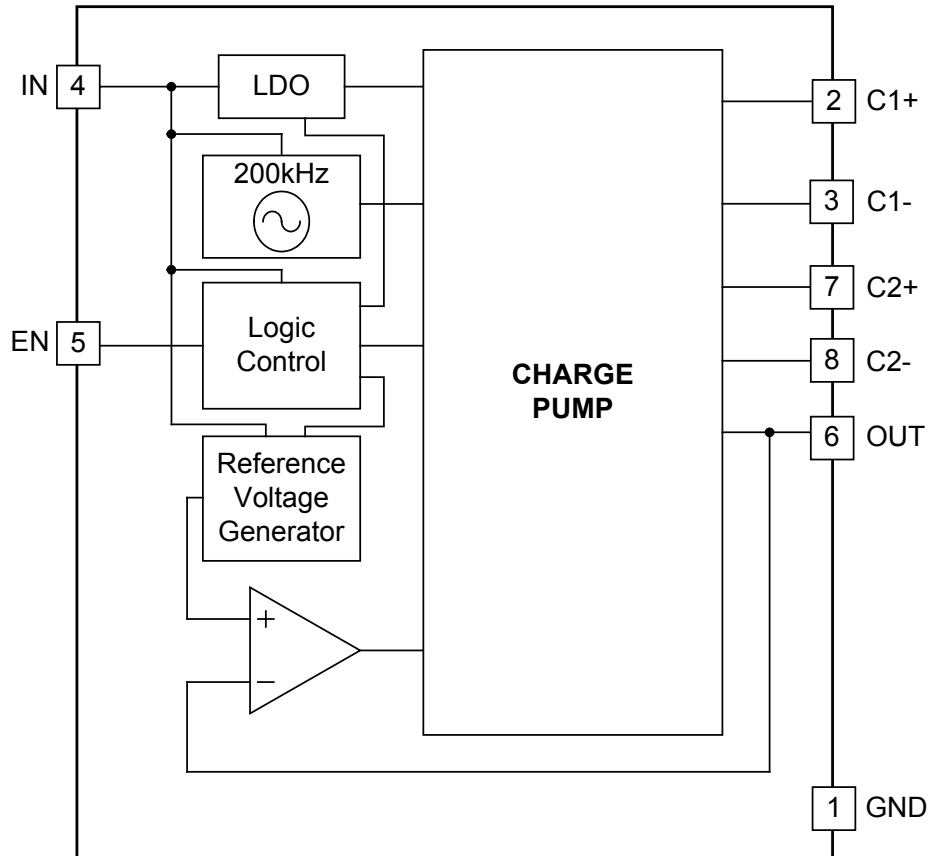 IN 4
LDO
2 C1+
200kHz
3 C1-
7 C2+
EN 5
Logic
Control
8 C2-
CHARGE
PUMP
6 OUT
Reference
Voltage
Generator
+
−
1 GND